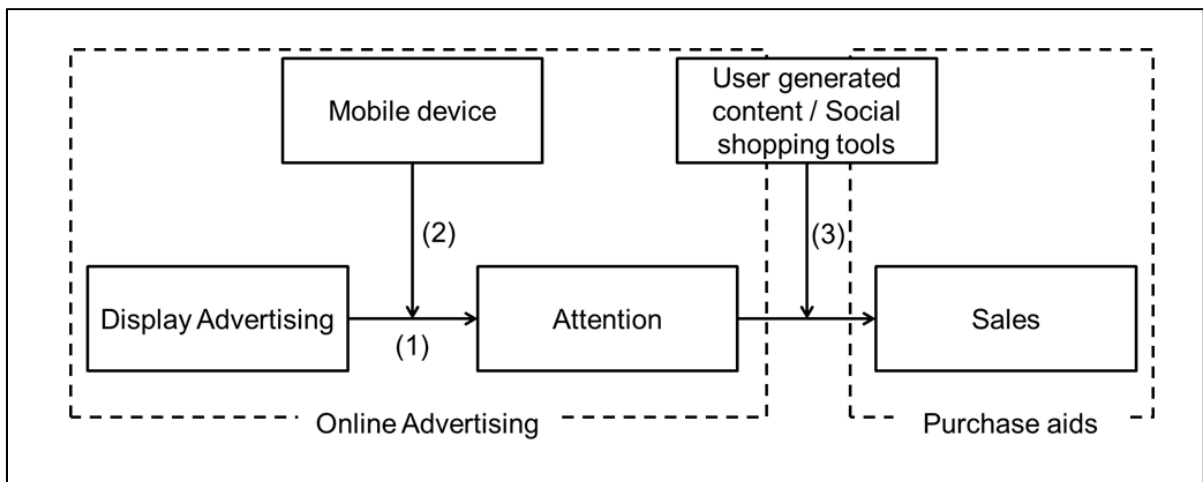 Mobile device
User generated
content / Social
shopping tools
(2)
(3)
Display Advertising
(1)
Attention
Sales
Online Advertising
Purchase aids